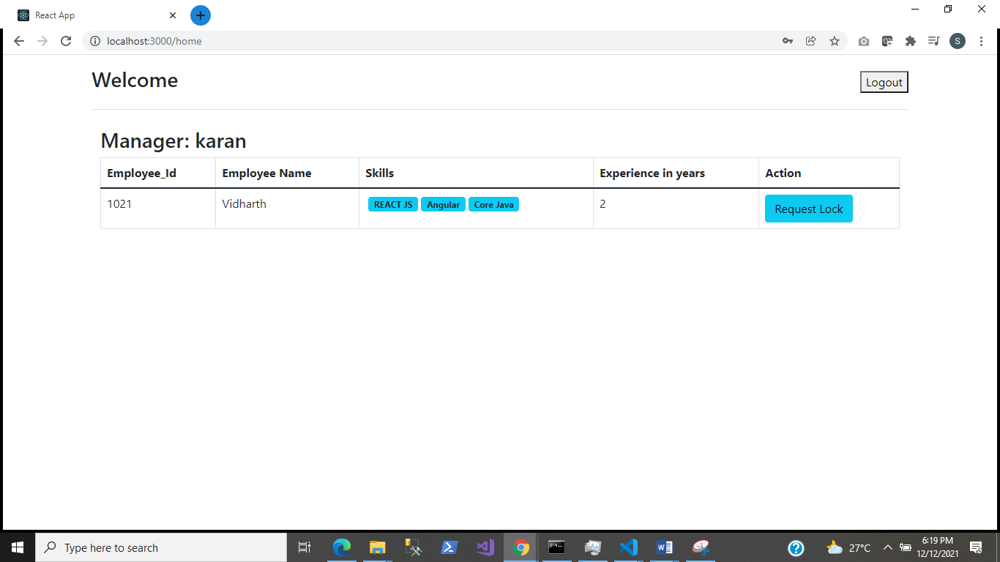 React App
localhost:3000/home
S
Welcome
Logout
Manager: karan
Employee_Id Employee Name Skills Experience in years Action
1021 Vidharth REACT JS Angular Core Java 2 Request Lock
Type here to search
27°C
6:19 PM
12/12/2021